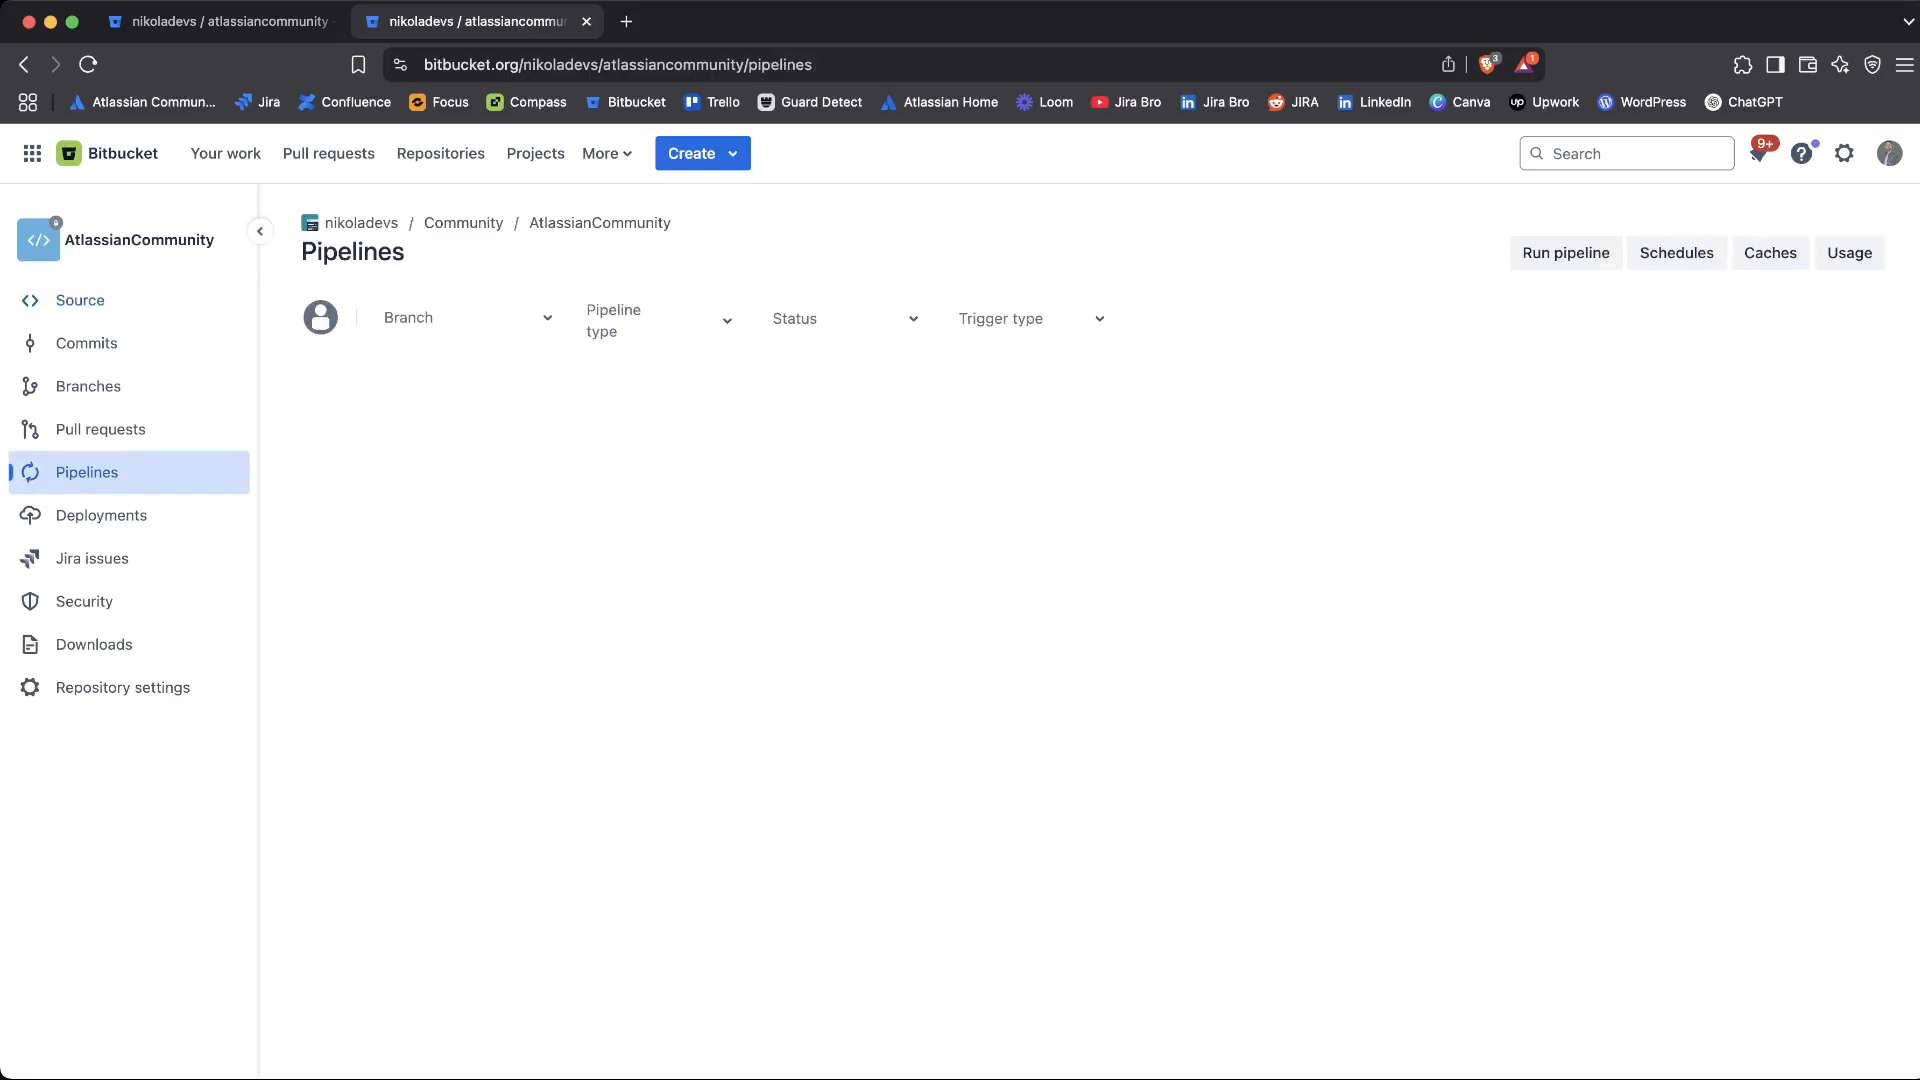 nikoladevs / atlassiancommunity
nikoladevs / atlassiancommu
bitbucket.org/nikoladevs/atlassiancommunity/pipelines
3
1
Atlassian Commun...
Jira
Confluence
Focus
Compass
Bitbucket
Trello
Guard Detect
Atlassian Home
Loom
Jira Bro
Jira Bro
JIRA
LinkedIn
Canva
Upwork
WordPress
ChatGPT
Bitbucket
Your work
Pull requests
Repositories
Projects
More
Create
Search
9+
AtlassianCommunity
Source
Commits
Branches
Pull requests
Pipelines
Deployments
Jira issues
Security
Downloads
Repository settings
nikoladevs / Community / AtlassianCommunity
Pipelines
Run pipeline
Schedules
Caches
Usage
Branch
Pipeline
type
Status
Trigger type